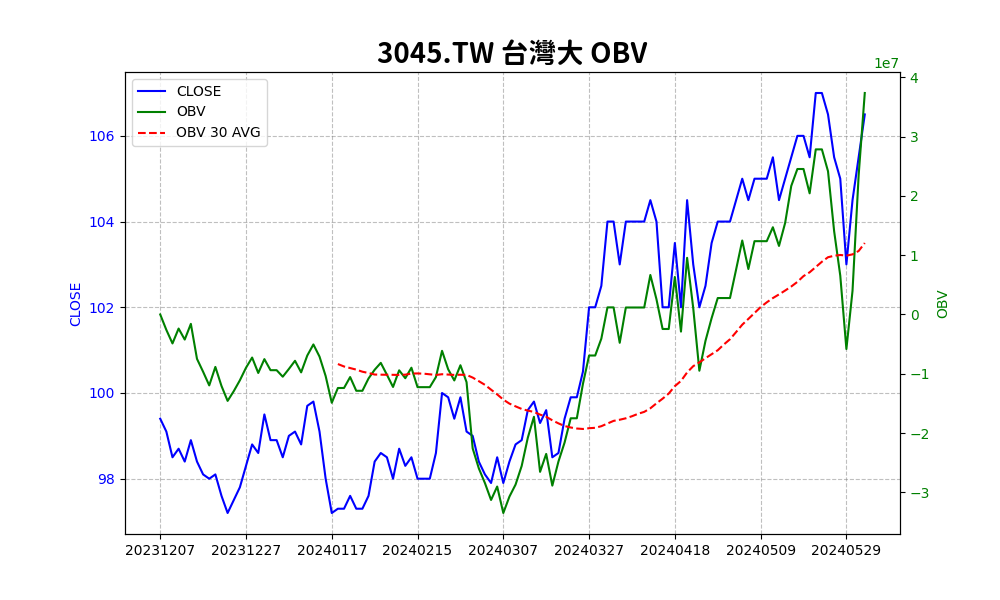 3045.TW 台灣大 OBV
1e7
CLOSE
OBV
OBV 30 AVG
106
104
102
100
98
CLOSE
4
3
2
1
0
−1
−2
−3
OBV
20231207 20231227 20240117 20240215 20240307 20240327 20240418 20240509 20240529